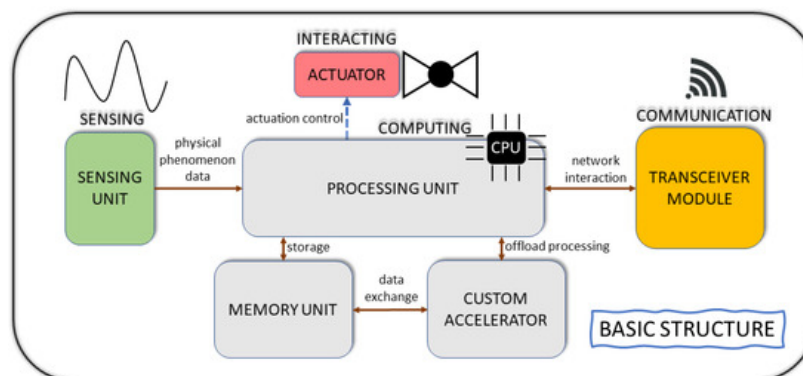 INTERACTING
ACTUATOR
SENSING
actuation control
COMPUTING
COMMUNICATION
physical
phenomenon
data
CPU
SENSING
UNIT
PROCESSING UNIT
network
interaction
TRANSCEIVER
MODULE
storage
offload processing
MEMORY UNIT
data
exchange
CUSTOM
ACCELERATOR
BASIC STRUCTURE